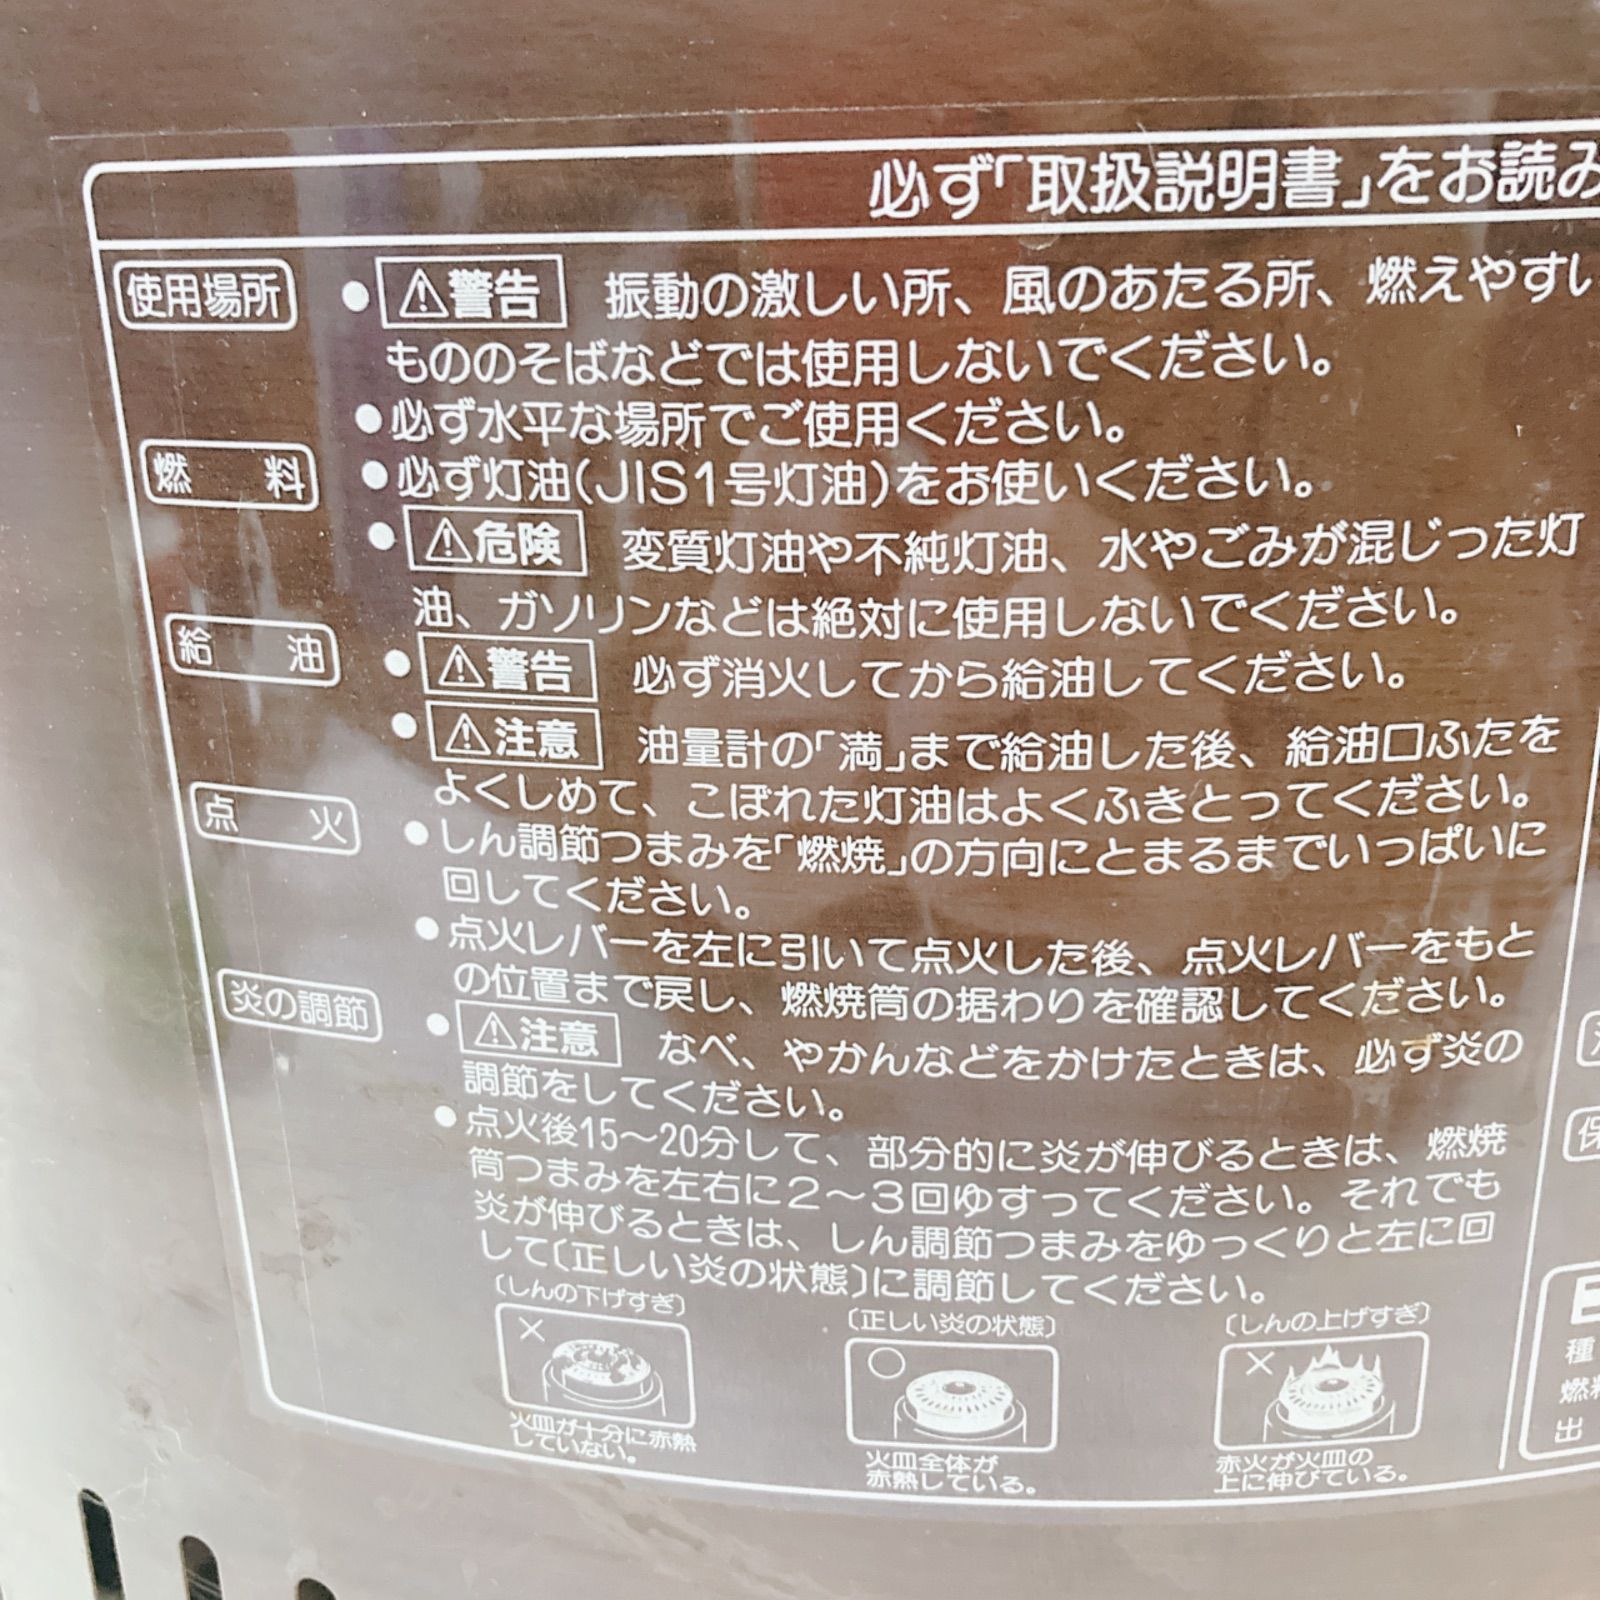 必ず「取扱説明書」をお読み
使用場所
●⚠警告 振動の激しい所、風のあたる所、燃えやすい
もののそばなどでは使用しないでください。
●必ず水平な場所でご使用ください。
燃料
●必ず灯油(JIS1号灯油)をお使いください。
●⚠危険 変質灯油や不純灯油、水やごみが混じった灯
油、ガソリンなどは絶対に使用しないでください。
給油
●⚠警告 必ず消火してから給油してください。
●⚠注意 油量計の「満」まで給油した後、給油口ふたを
よくしめて、こぼれた灯油はよくふきとってください。
点火
●しん調節つまみを「燃焼」の方向にとまるまでいっぱいに
回してください。
●点火レバーを左に引いて点火した後、点火レバーをもと
の位置まで戻し、燃焼筒の据わりを確認してください。
炎の調節
●⚠注意 なべ、やかんなどをかけたときは、必ず炎の
調節をしてください。
●点火後15〜20分して、部分的に炎が伸びるときは、燃焼
筒つまみを左右に2〜3回ゆすってください。それでも
炎が伸びるときは、しん調節つまみをゆっくりと左に回
して〔正しい炎の状態〕に調節してください。
〔しんの下げすぎ〕
×
火皿が十分に赤熱
していない。
〔正しい炎の状態〕
○
火皿全体が
赤熱している。
〔しんの上げすぎ〕
×
赤火が火皿の
上に伸びている。
種
燃料
出